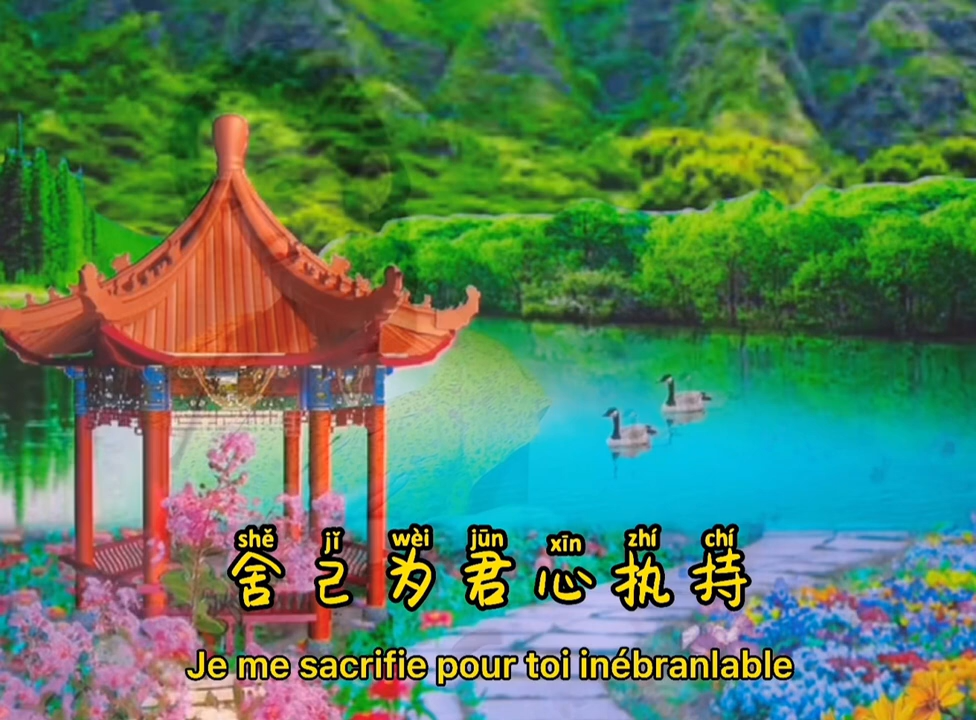 shě jǐ wèi jūn xīn zhí chí
舍己为君心执持
Je me sacrifie pour toi inébranlable